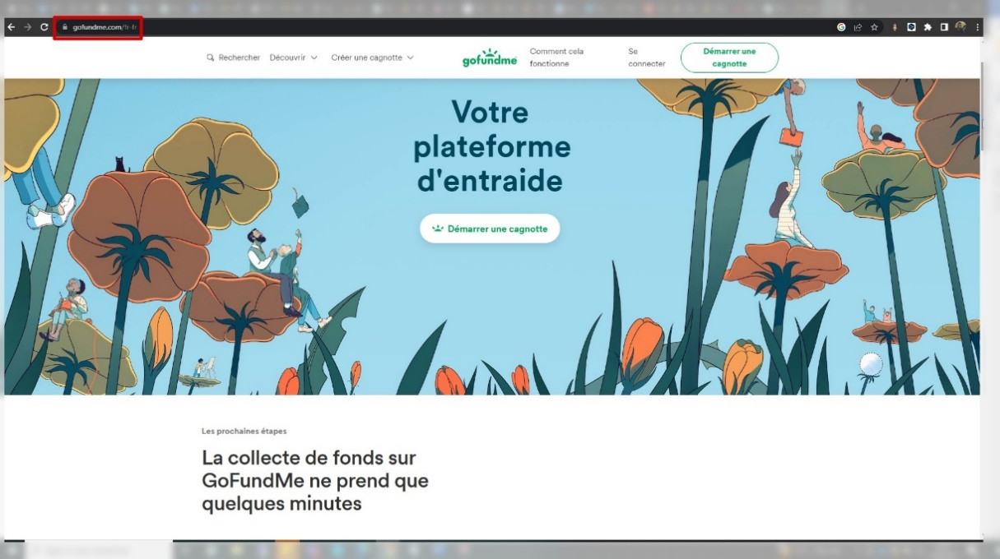 gofundme.com/fr-fr
Rechercher Découvrir Créer une cagnotte
gofundme
Comment cela
fonctionne
Se
connecter
Démarrer une
cagnotte
Votre
plateforme
d'entraide
Démarrer une cagnotte
Les prochaines étapes
La collecte de fonds sur
GoFundMe ne prend que
quelques minutes